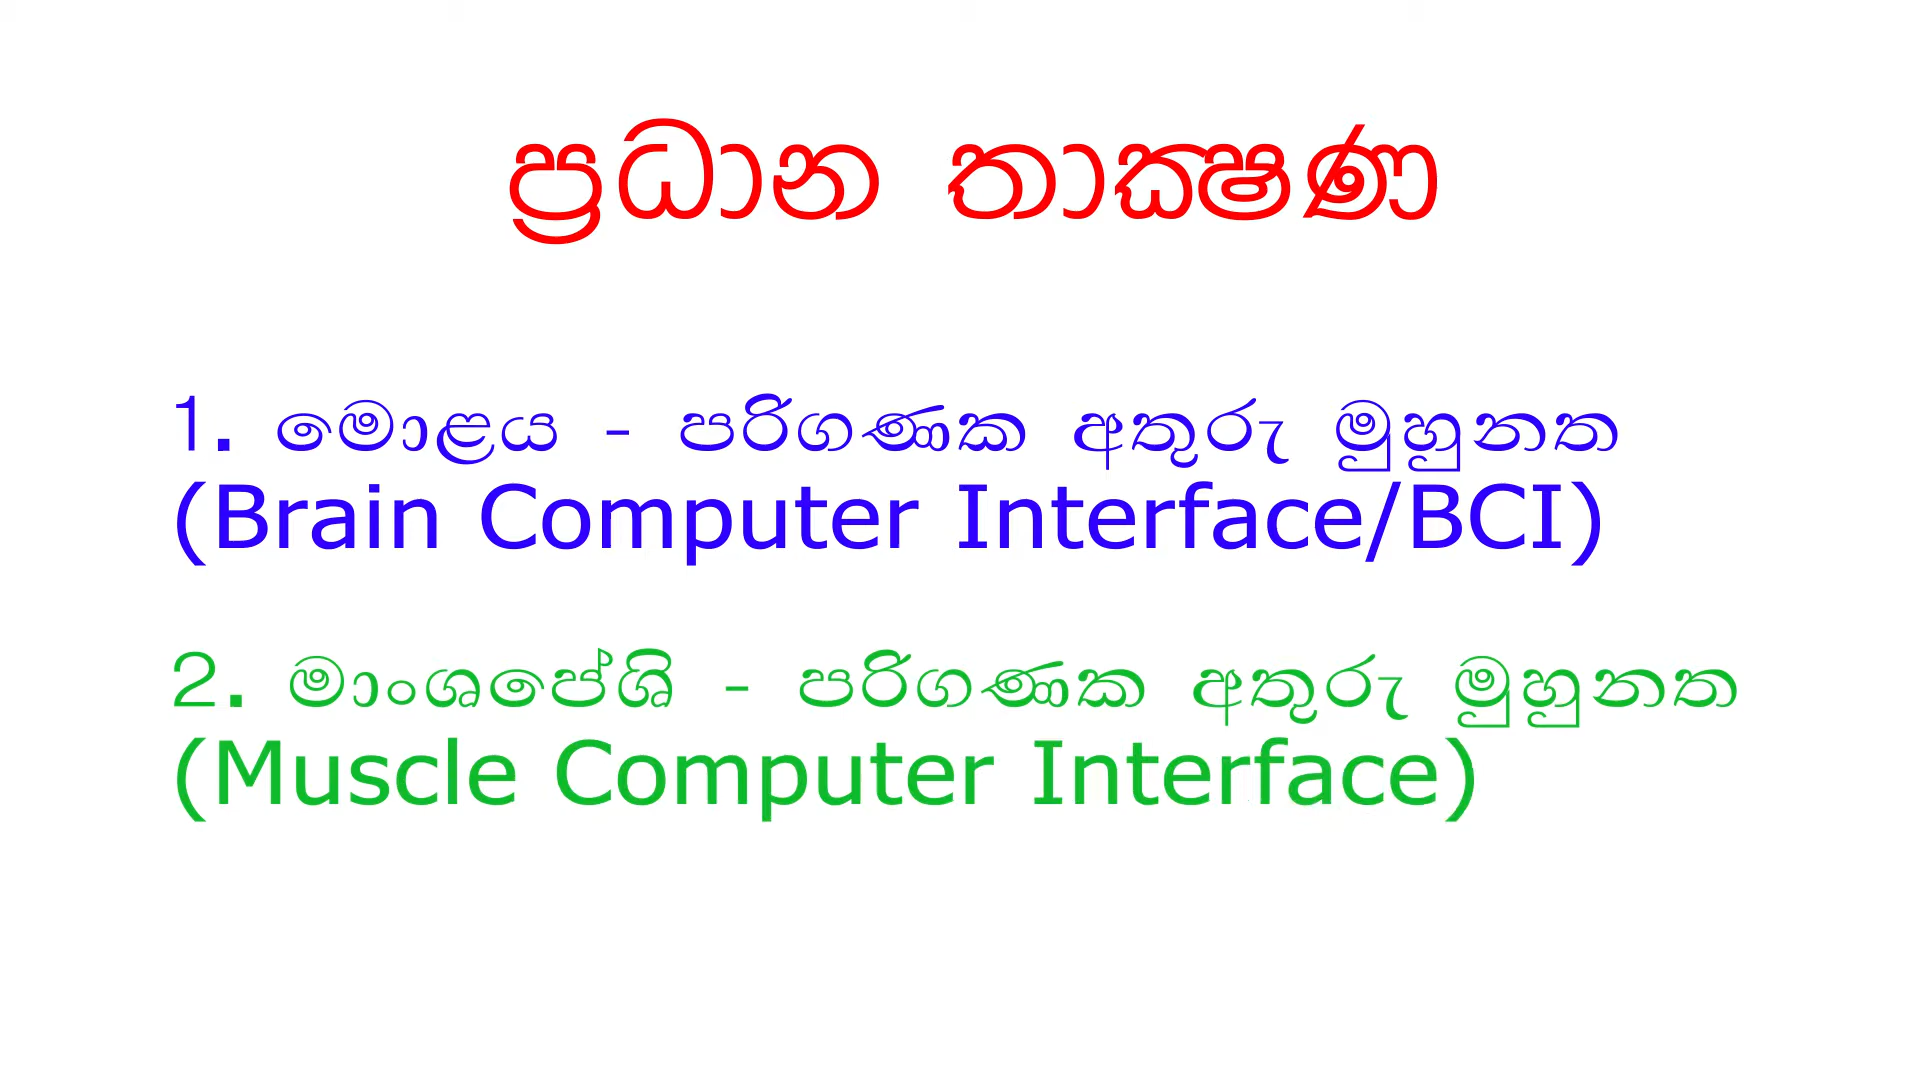 ප්‍රධාන තාක්‍ෂණ
1. මොළය - පරිගණක අතුරු මුහුනත
(Brain Computer Interface/BCI)
2. මාංශපේශි - පරිගණක අතුරු මුහුනත
(Muscle Computer Interface)